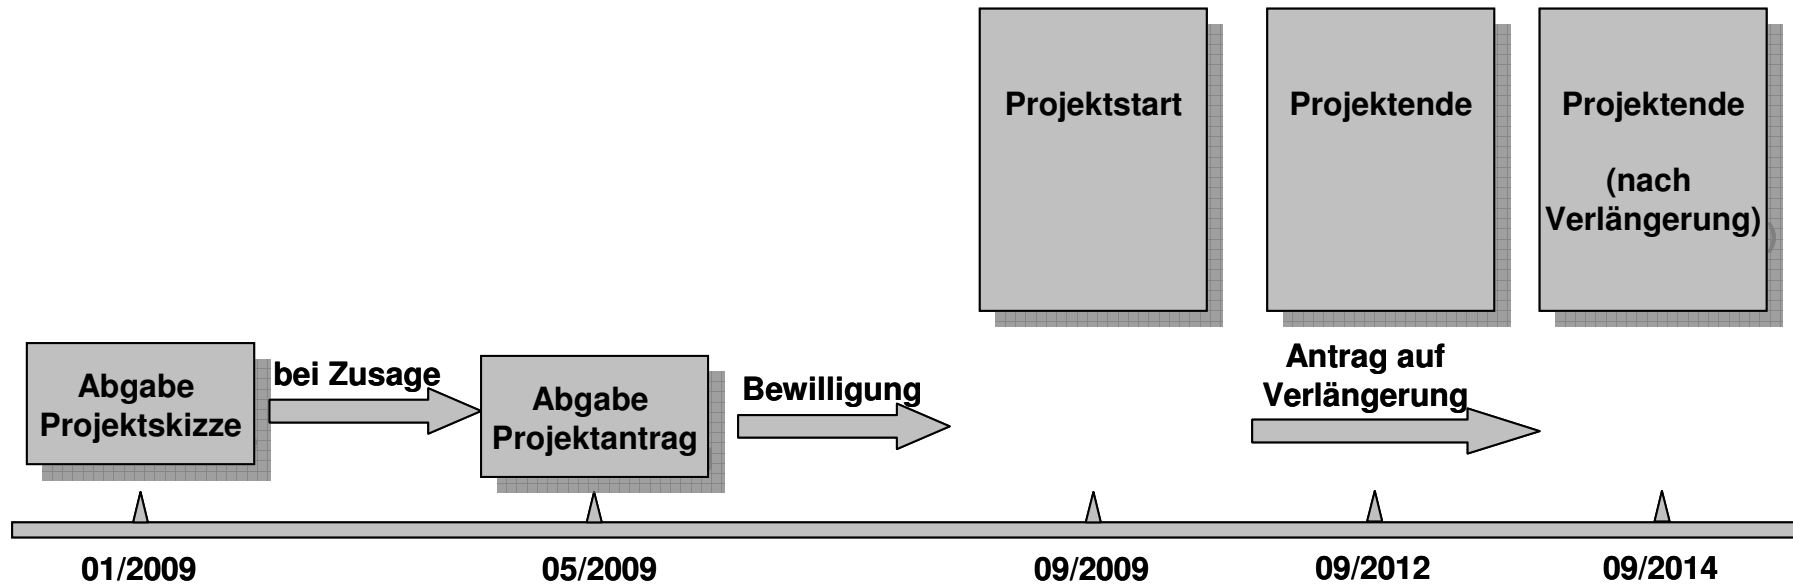 Projektstart
Projektende
Projektende
(nach
Verlängerung)
Abgabe
Projektskizze
bei Zusage
Abgabe
Projektantrag
Bewilligung
Antrag auf
Verlängerung
01/2009
05/2009
09/2009
09/2012
09/2014